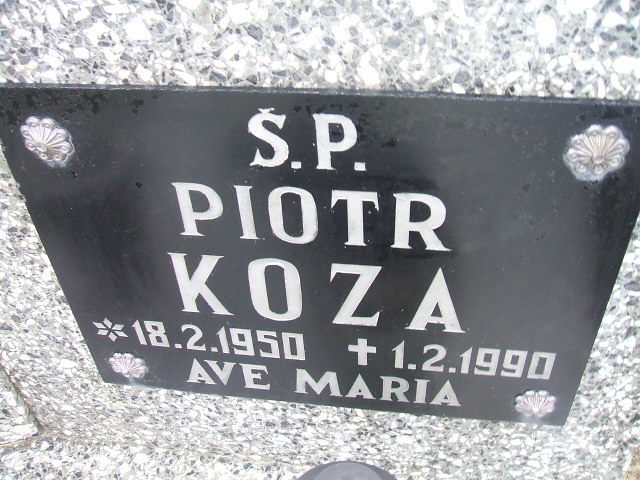 Ś.P.
PIOTR
KOZA
* 18.2.1950 ✝ 1.2.1990
AVE MARIA